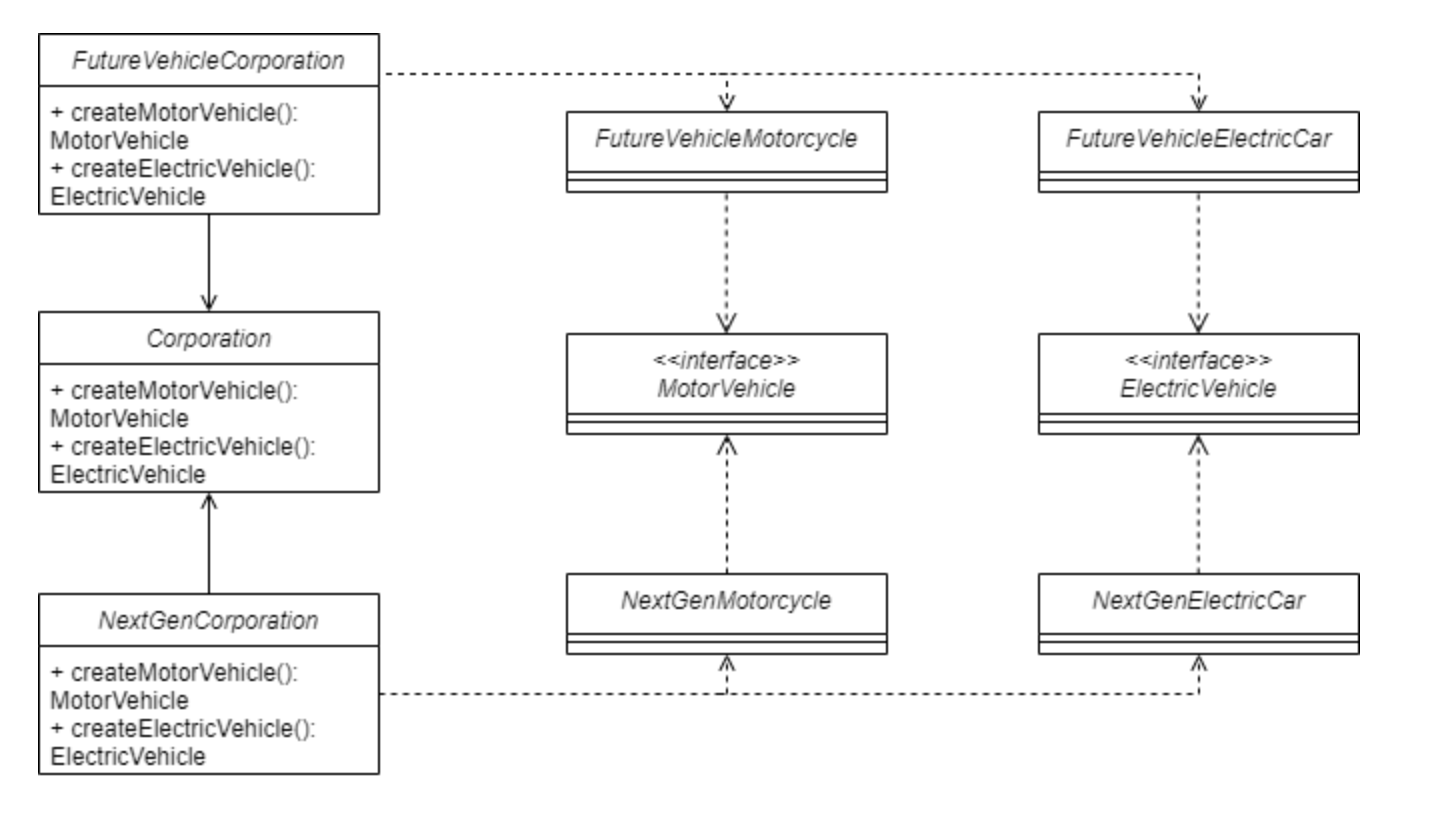 FutureVehicleCorporation
+ createMotorVehicle():
MotorVehicle
+ createElectricVehicle():
ElectricVehicle
FutureVehicleMotorcycle
FutureVehicleElectricCar
Corporation
+ createMotorVehicle():
MotorVehicle
+ createElectricVehicle():
ElectricVehicle
<<interface>>
MotorVehicle
<<interface>>
ElectricVehicle
NextGenCorporation
+ createMotorVehicle():
MotorVehicle
+ createElectricVehicle():
ElectricVehicle
NextGenMotorcycle
NextGenElectricCar